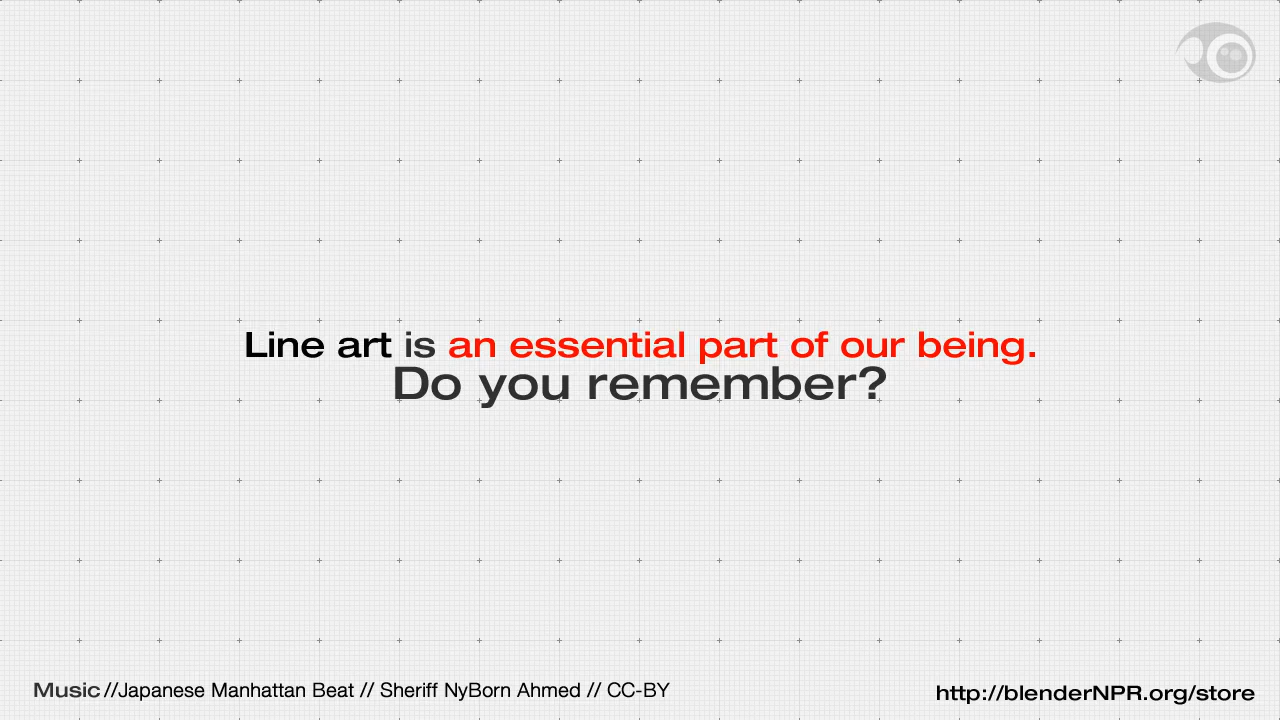 Line art is an essential part of our being.
Do you remember?
Music //Japanese Manhattan Beat // Sheriff NyBorn Ahmed // CC-BY
http://blenderNPR.org/store